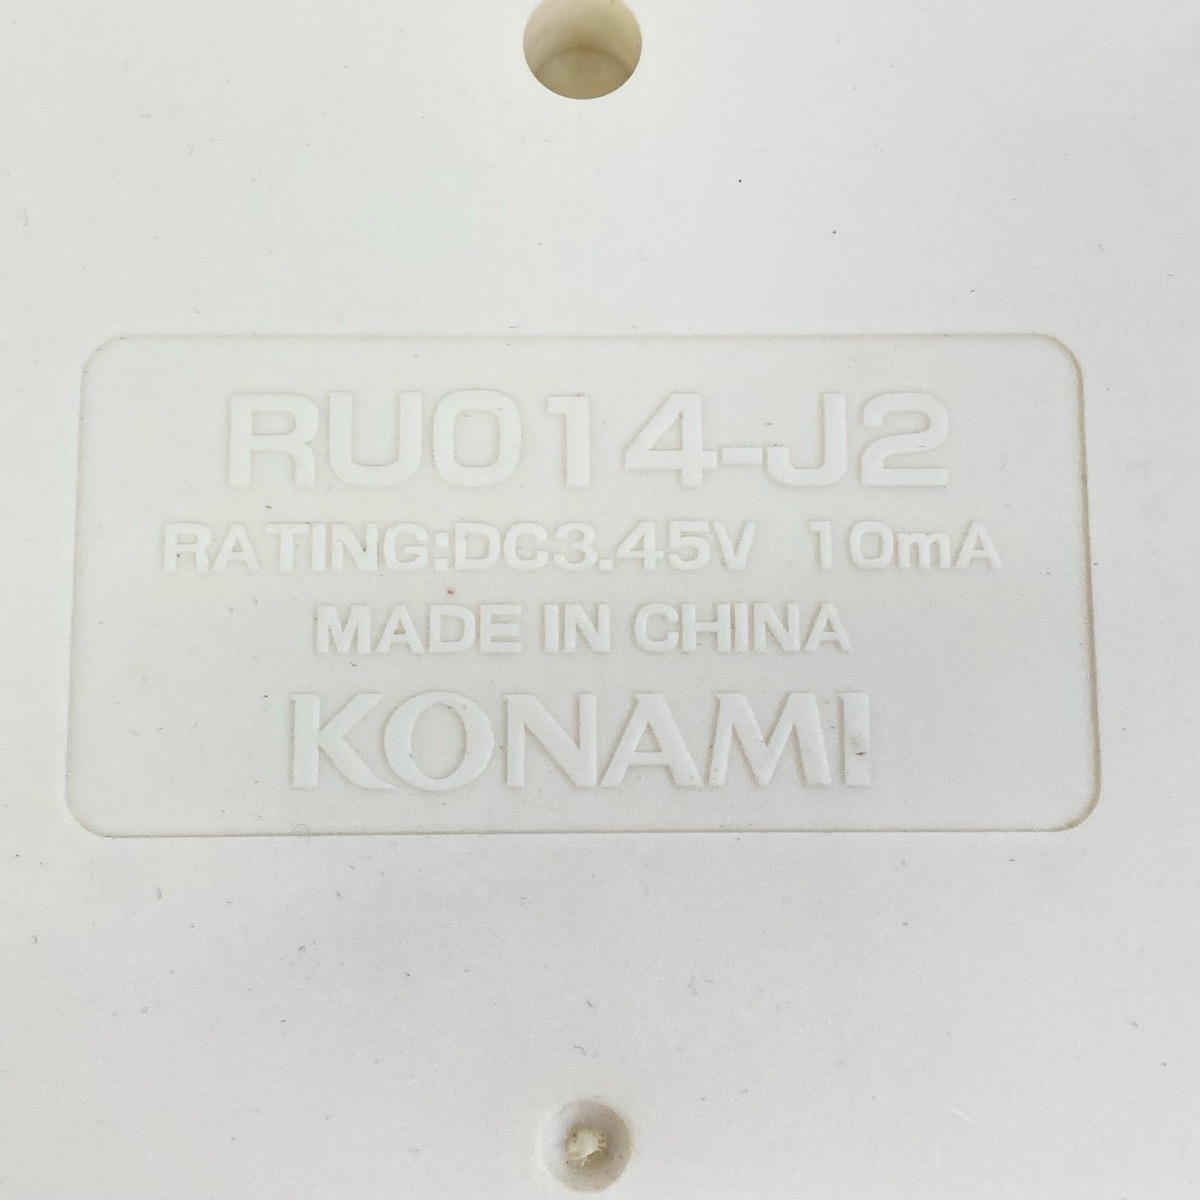 RU014-J2
RATING:DC3.45V 10mA
MADE IN CHINA
KONAMI